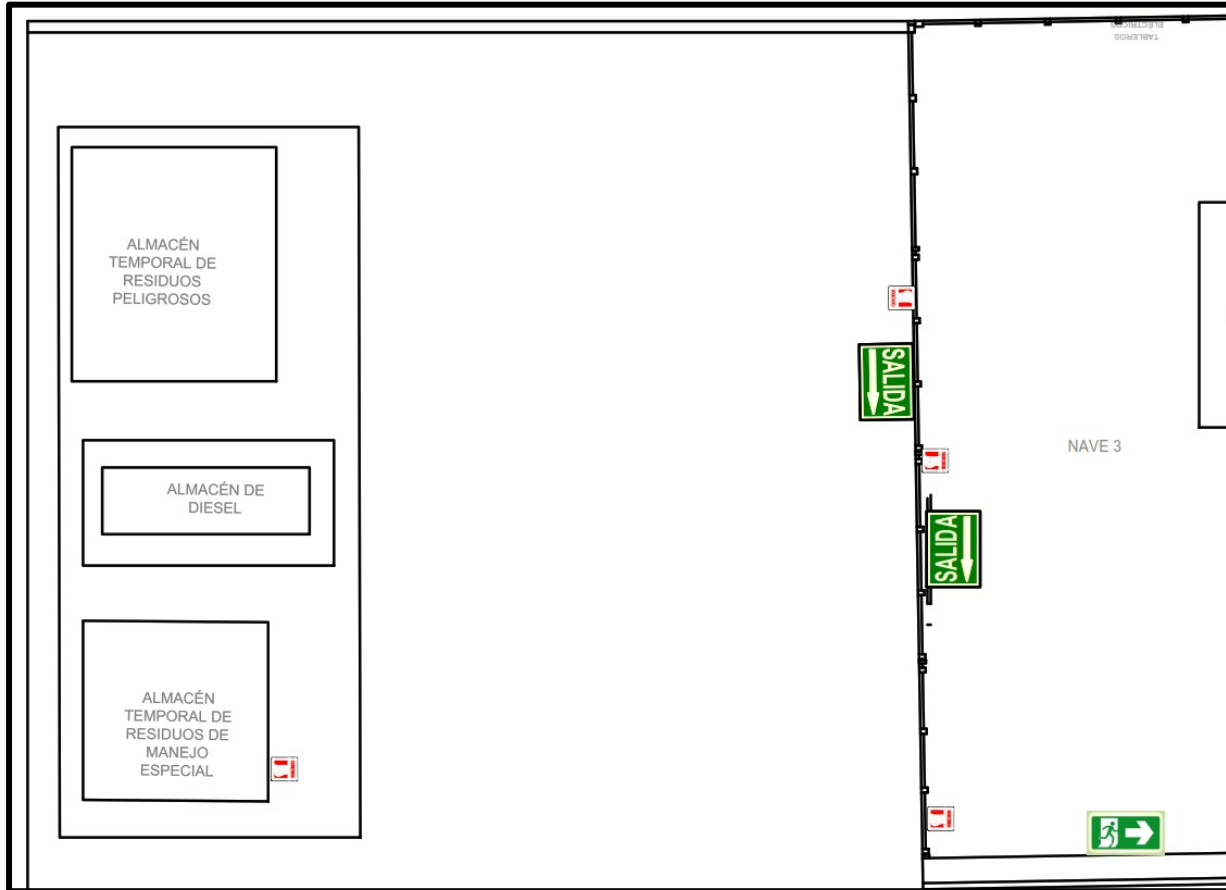 TABLEROS
ELÉCTRICOS
ALMACÉN
TEMPORAL DE
RESIDUOS
PELIGROSOS
SALIDA
NAVE 3
ALMACÉN DE
DIESEL
SALIDA
ALMACÉN
TEMPORAL DE
RESIDUOS DE
MANEJO
ESPECIAL